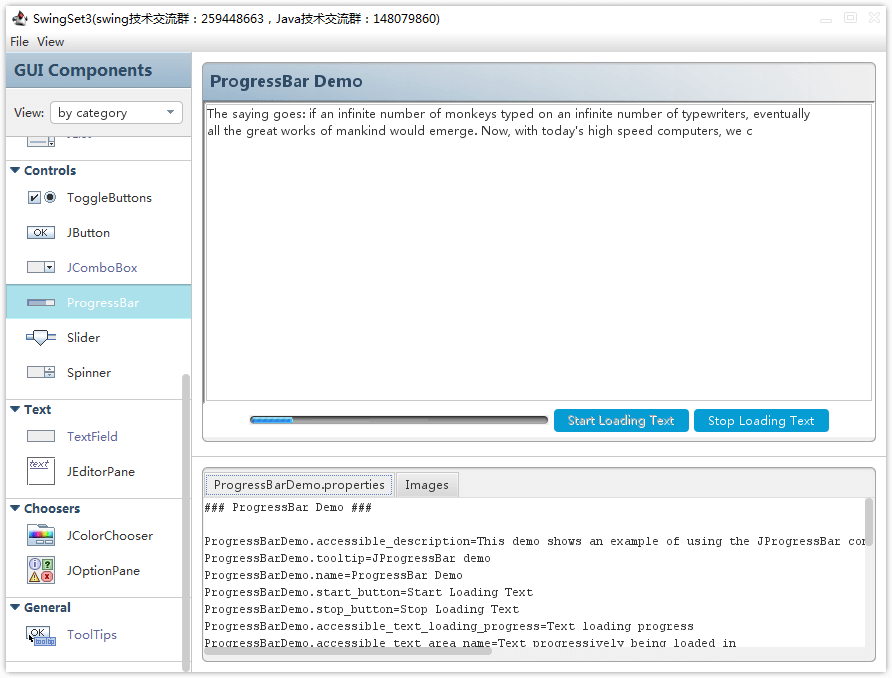 SwingSet3(swing技术交流群：259448663，Java技术交流群：148079860)
File View
GUI Components
View: by category
Controls
ToggleButtons
OK JButton
JComboBox
ProgressBar
Slider
Spinner
Text
TextField
text JEditorPane
Choosers
JColorChooser
JOptionPane
General
OK tooltip ToolTips
ProgressBar Demo
The saying goes: if an infinite number of monkeys typed on an infinite number of typewriters, eventually
all the great works of mankind would emerge. Now, with today's high speed computers, we c
Start Loading Text Stop Loading Text
ProgressBarDemo.properties Images
### ProgressBar Demo ###
ProgressBarDemo.accessible_description=This demo shows an example of using the JProgressBar con
ProgressBarDemo.tooltip=JProgressBar demo
ProgressBarDemo.name=ProgressBar Demo
ProgressBarDemo.start_button=Start Loading Text
ProgressBarDemo.stop_button=Stop Loading Text
ProgressBarDemo.accessible_text_loading_progress=Text loading progress
ProgressBarDemo.accessible_text_area_name=Text progressively being loaded in